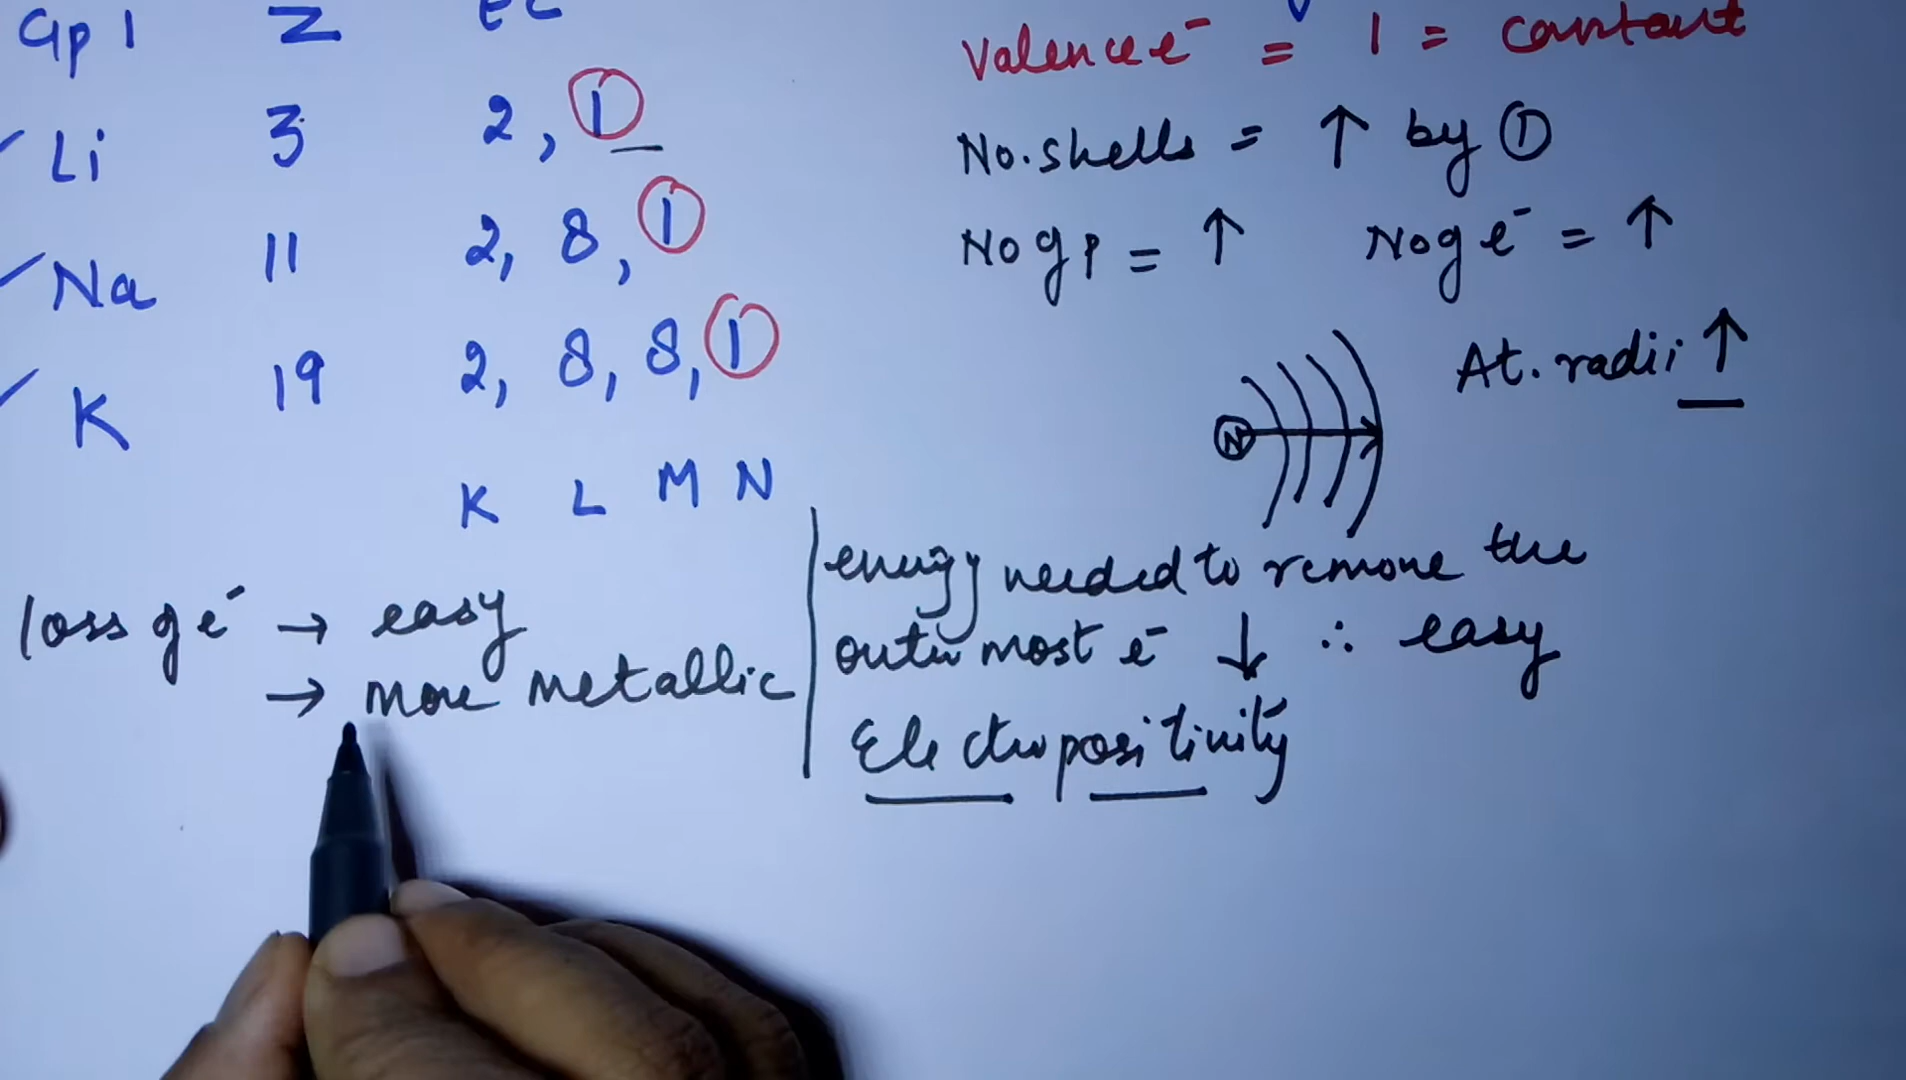 Gp 1 Z EC
Li 3 2, 1
Na 11 2, 8, 1
K 19 2, 8, 8, 1
K L M N
Valence e⁻ = 1 = constant
No. shells = ↑ by 1
No of P = ↑ No of e⁻ = ↑
At. radii ↑
N
loss of e⁻ → easy
→ more metallic
energy needed to remove the
outermost e⁻ ↓ ∴ easy
Electropositivity